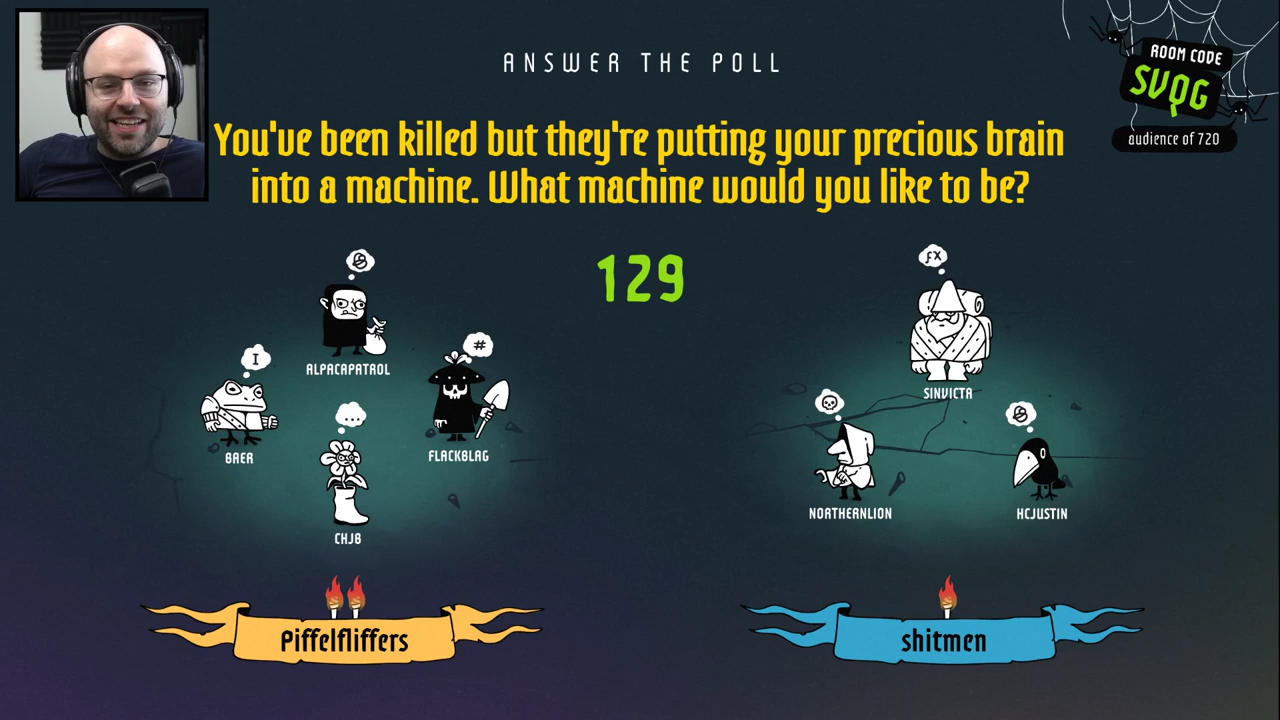 ANSWER THE POLL
ROOM CODE
SVQG
audience of 720
You've been killed but they're putting your precious brain
into a machine. What machine would you like to be?
129
ƒx
#
I
...
ALPACAPATROL
BAER
FLACKBLAG
CHJB
SINVICTA
NORTHERNLION
HCJUSTIN
Piffelfliffers
shitmen